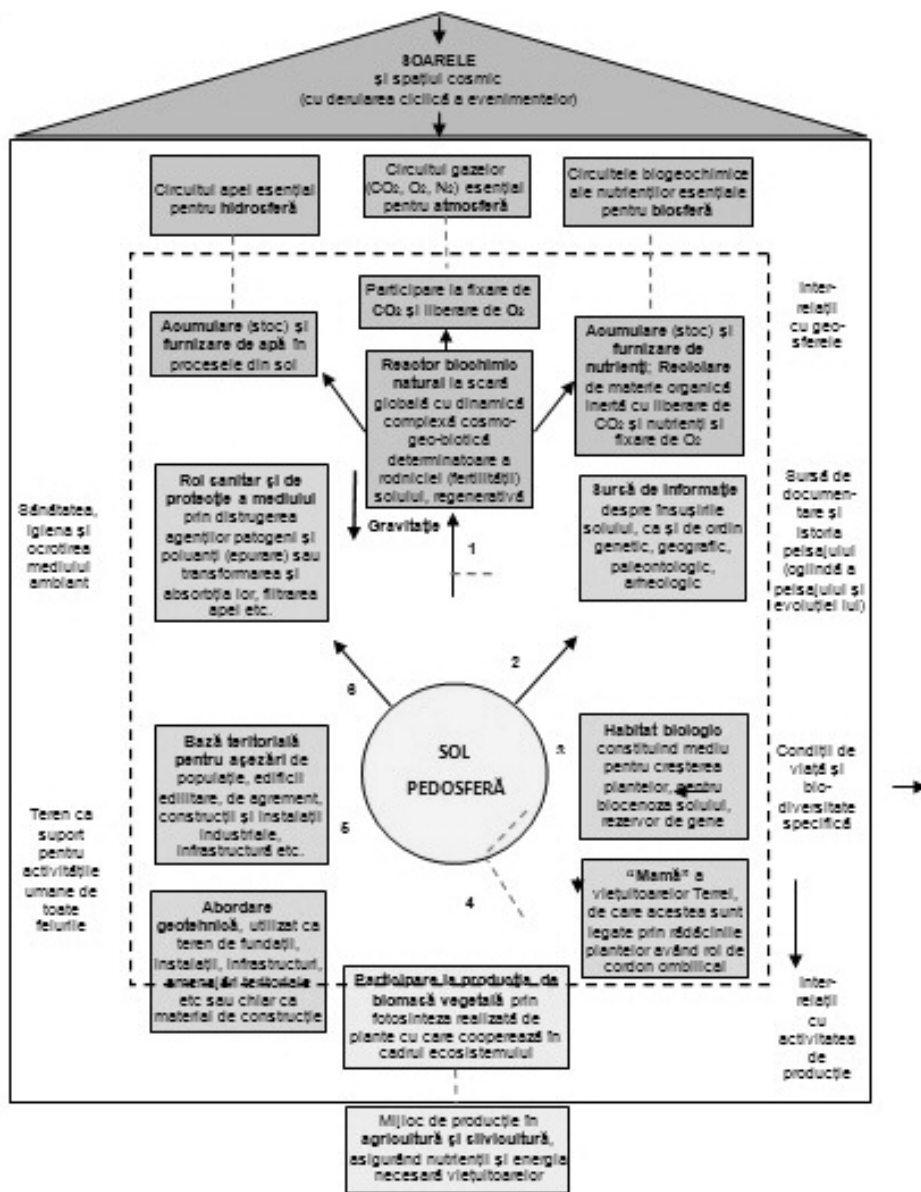 SOARELE
și spațiul cosmic
(cu derularea ciclică a evenimentelor)
Circuitul apei esențial
pentru hidrosferă
Circuitul gazelor
(CO₂, O₂, N₂) esențial
pentru atmosferă
Circuitele biogeochimice
ale nutrienților esențiale
pentru biosferă
Participare la fixare de
CO₂ și liberare de O₂
Inter-
relații
cu geo-
sferele
Acumulare (stoc) și
furnizare de apă în
procesele din sol
Reactor biochimic
natural la scară
globală cu dinamică
complexă cosmo-
geo-biotică
determinatoare a
rodniciei (fertilității)
solului, regenerativă
Acumulare (stoc) și
furnizare de
nutrienți; Reciclare
de materie organică
inertă cu liberare de
CO₂ și nutrienți si
fixare de O₂
Sănătatea,
igiena și
ocrotirea
mediului
ambiant
Rol sanitar și de
protecție a mediului
prin distrugerea
agenților patogeni și
poluanți (epurare) sau
transformarea și
absorbția lor, filtrarea
apei etc.
Gravitație
1
Sursă de informație
despre însușirile
solului, ca și de ordin
genetic, geografic,
paleontologic,
arheologic
Sursă de
documen-
tare și
istoria
peisajului
(oglindă a
peisajului și
evoluției lui)
2
6
SOL
PEDOSFERĂ
3
5
4
Bază teritorială
pentru așezări de
populație, edificii
edilitare, de agrement,
construcții și instalații
industriale,
infrastructură etc.
Habitat biologic
constituind mediu
pentru creșterea
plantelor, pentru
biocenoza solului,
rezervor de gene
Condiții de
viață și
bio-
diversitate
specifică
Teren ca
suport
pentru
activitățile
umane de
toate
felurile
Abordare
geotehnică, utilizat ca
teren de fundații,
instalații, infrastructuri,
amenajări teritoriale
etc sau chiar ca
material de construcție
"Mamă" a
viețuitoarelor Terrei,
de care acestea sunt
legate prin rădăcinile
plantelor având rol de
cordon ombilical
Participara la producția de
biomasă vegetală prin
fotosinteza realizată de
plante cu care cooperează în
cadrul ecosistemului
Inter-
relații
cu
activitatea
de
producție
Mijloc de producție în
agricultură și silvicultură,
asigurând nutrienții și energia
necesară viețuitoarelor